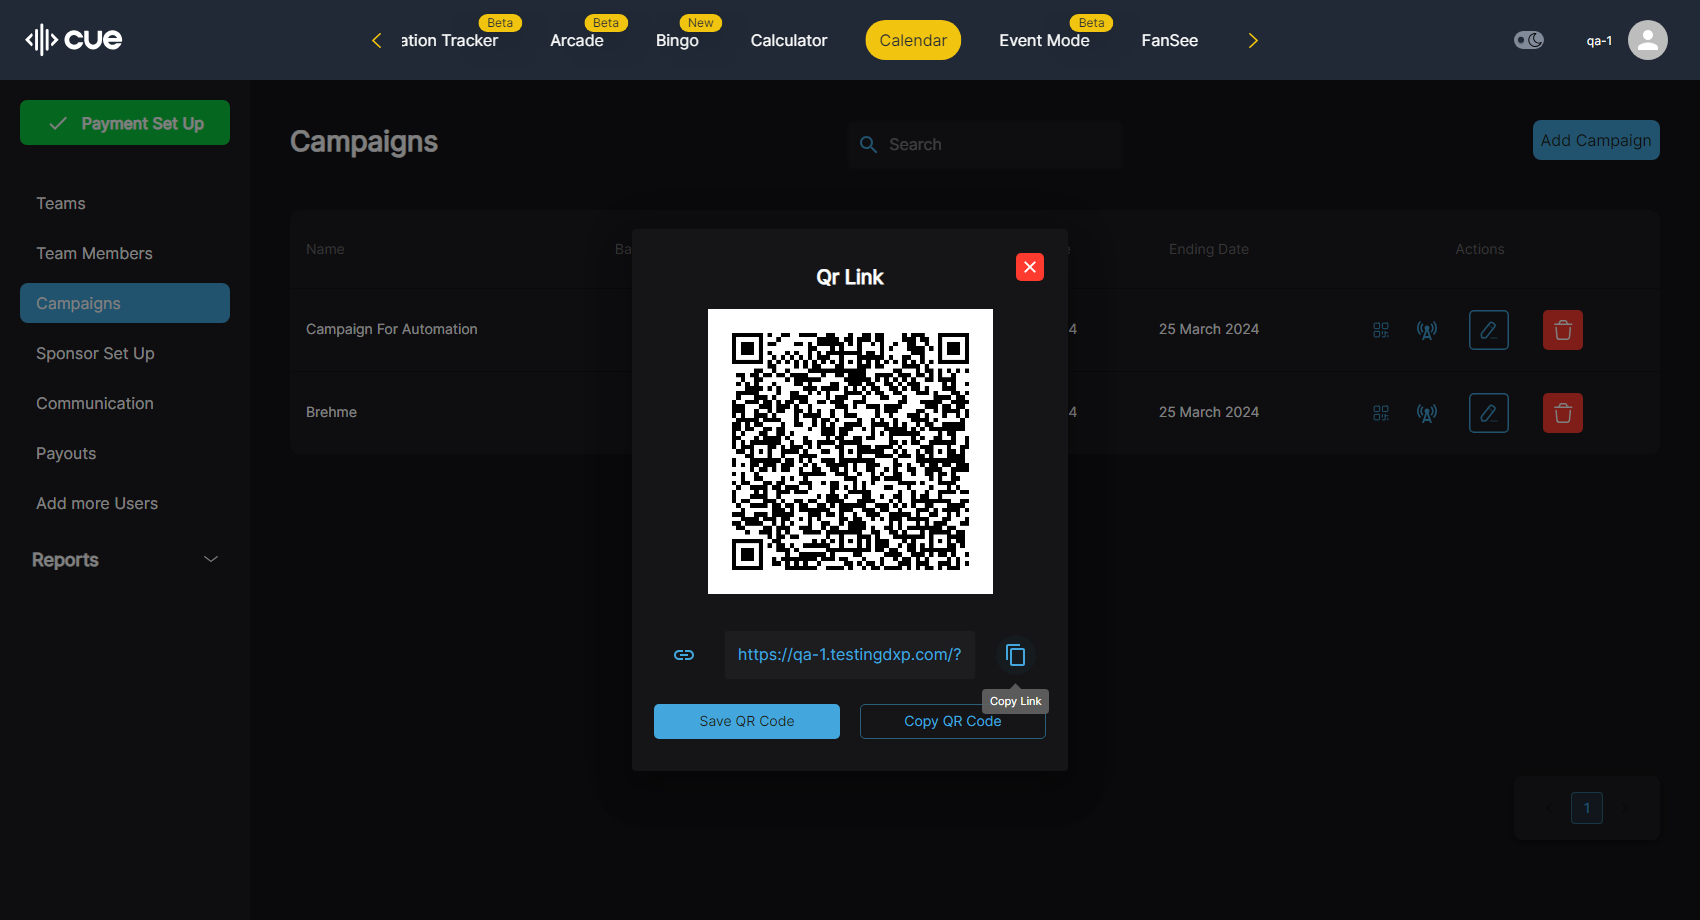 cue
ation Tracker
Beta
Arcade
Beta
Bingo
New
Calculator
Calendar
Event Mode
Beta
FanSee
qa-1
Payment Set Up
Teams
Team Members
Campaigns
Sponsor Set Up
Communication
Payouts
Add more Users
Reports
Campaigns
Search
Add Campaign
Name
Ba
Ending Date
Actions
Campaign For Automation
4
25 March 2024
Brehme
4
25 March 2024
Qr Link
https://qa-1.testingdxp.com/?
Copy Link
Save QR Code
Copy QR Code
1